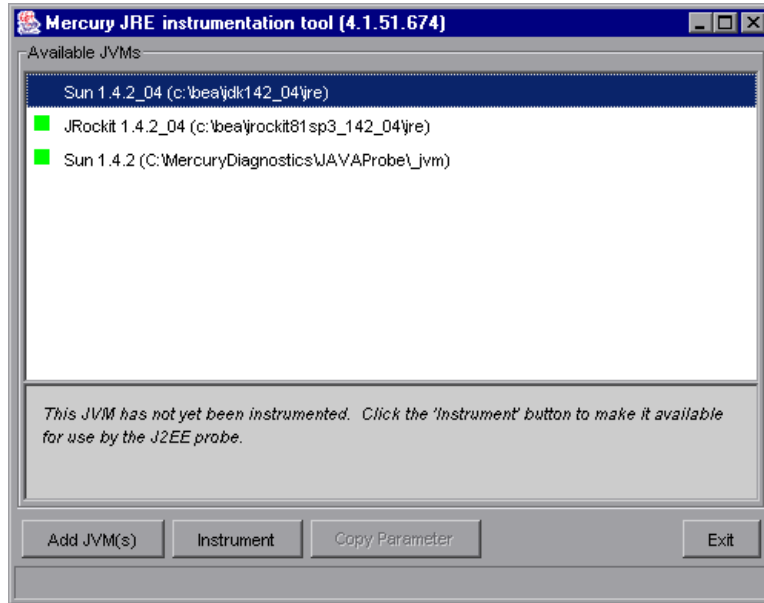 Mercury JRE instrumentation tool (4.1.51.674)
Available JVMs
Sun 1.4.2_04 (c:\bea\jdk142_04\jre)
JRockit 1.4.2_04 (c:\bea\jrockit81sp3_142_04\jre)
Sun 1.4.2 (C:\MercuryDiagnostics\JAVAProbe\_jvm)
This JVM has not yet been instrumented.  Click the 'Instrument' button to make it available
for use by the J2EE probe.
Add JVM(s) Instrument Copy Parameter Exit